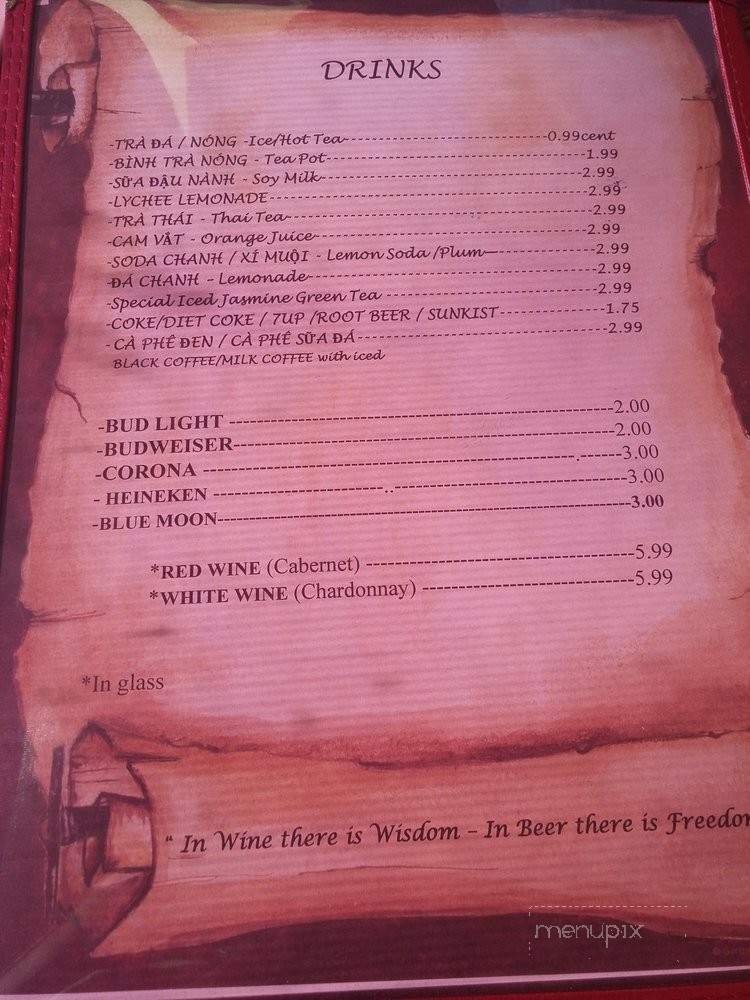 DRINKS
-TRÀ ĐÁ / NÓNG -Ice/Hot Tea--------------------------0.99cent
-BÌNH TRÀ NÓNG - Tea Pot---------------------------------1.99
-SỮA ĐẬU NÀNH - Soy Milk---------------------------------2.99
-LYCHEE LEMONADE----------------------------------------2.99
-TRÀ THÁI - Thai Tea---------------------------------------2.99
-CAM VẮT - Orange Juice-----------------------------------2.99
-SODA CHANH / XÍ MUỘI - Lemon Soda /Plum---------------2.99
-ĐÁ CHANH - Lemonade-------------------------------------2.99
-Special Iced Jasmine Green Tea ----------------------------2.99
-COKE/DIET COKE / 7UP /ROOT BEER / SUNKIST--------------1.75
- CÀ PHÊ ĐEN / CÀ PHÊ SỮA ĐÁ--------------------------------2.99
BLACK COFFEE/MILK COFFEE with iced
-BUD LIGHT -----------------------------------------------------2.00
-BUDWEISER----------------------------------------------------2.00
-CORONA ---------------------------------------------------.------3.00
- HEINEKEN ------------------------..-------------------------------3.00
-BLUE MOON---------------------------------------------------------3.00
*RED WINE (Cabernet) -------------------------------------5.99
*WHITE WINE (Chardonnay) -----------------------------5.99
*In glass
" In Wine there is Wisdom - In Beer there is Freedom
menupix